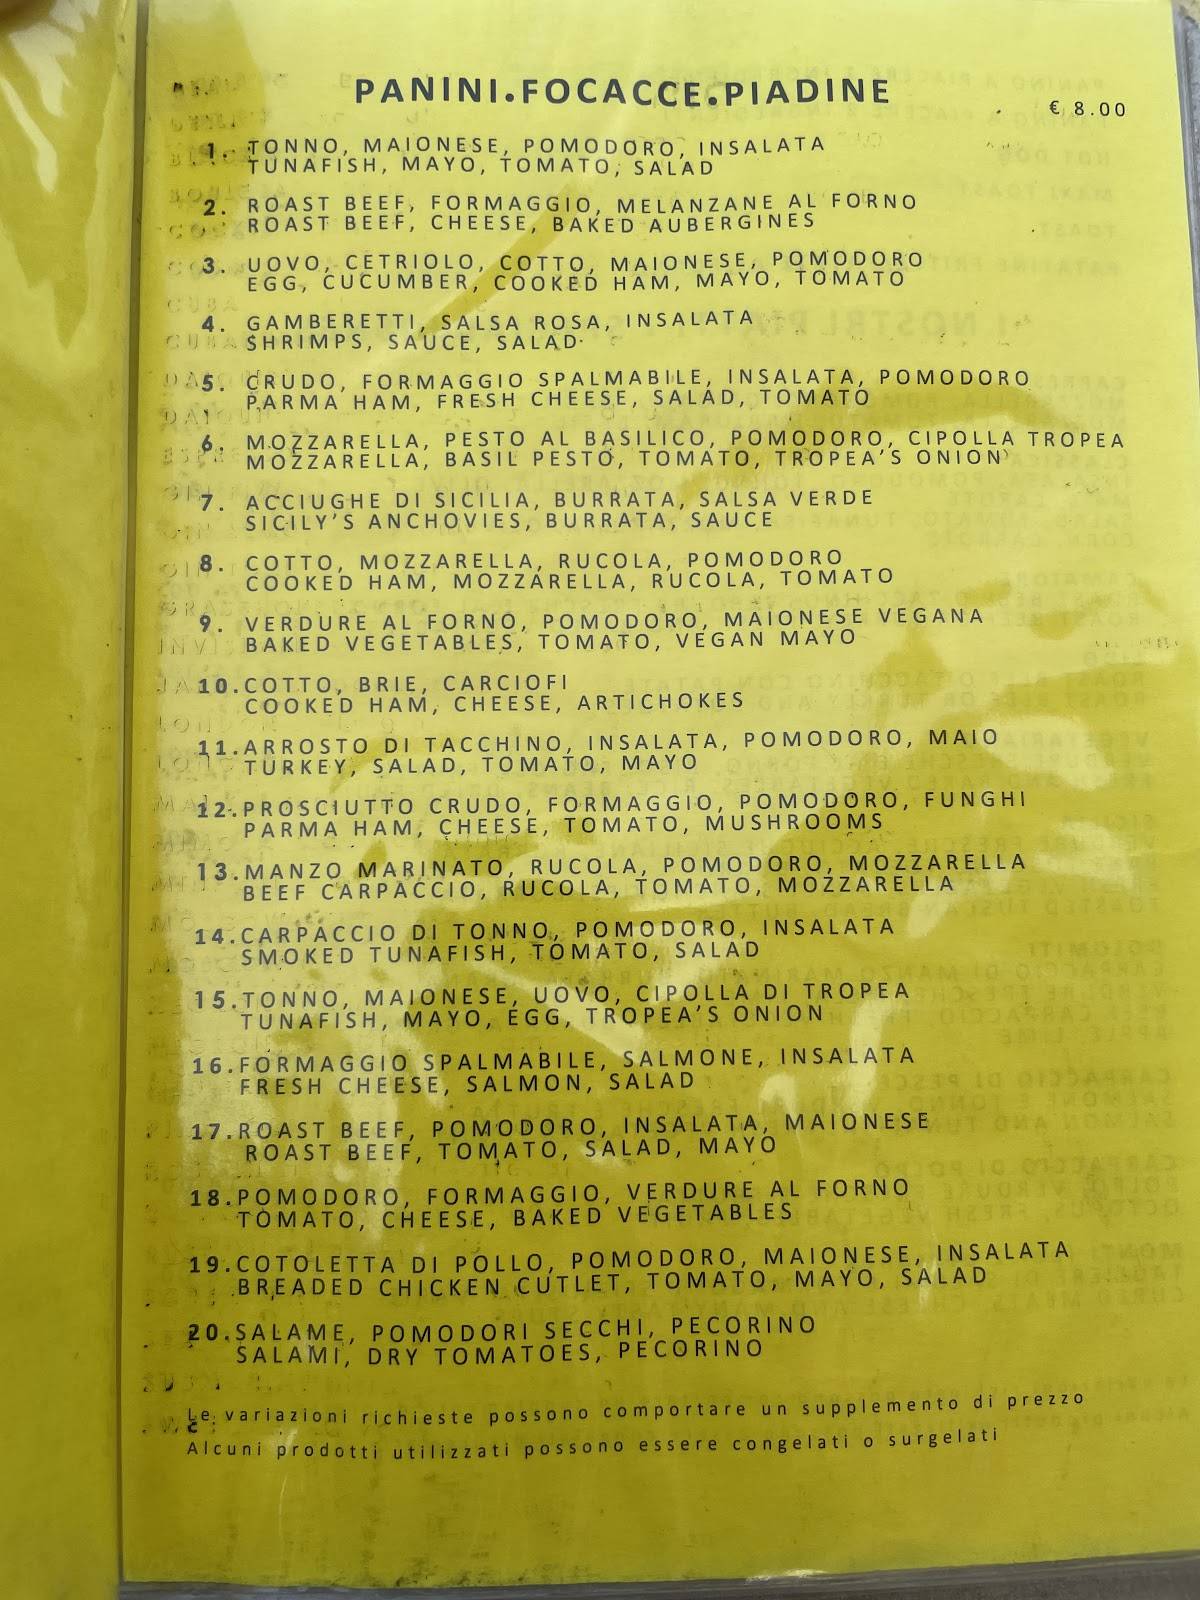 PANINI.FOCACCE.PIADINE
€ 8.00
1. TONNO, MAIONESE, POMODORO, INSALATA
TUNAFISH, MAYO, TOMATO, SALAD
2. ROAST BEEF, FORMAGGIO, MELANZANE AL FORNO
ROAST BEEF, CHEESE, BAKED AUBERGINES
3. UOVO, CETRIOLO, COTTO, MAIONESE, POMODORO
EGG, CUCUMBER, COOKED HAM, MAYO, TOMATO
4. GAMBERETTI, SALSA ROSA, INSALATA
SHRIMPS, SAUCE, SALAD
5. CRUDO, FORMAGGIO SPALMABILE, INSALATA, POMODORO
PARMA HAM, FRESH CHEESE, SALAD, TOMATO
6. MOZZARELLA, PESTO AL BASILICO, POMODORO, CIPOLLA TROPEA
MOZZARELLA, BASIL PESTO, TOMATO, TROPEA'S ONION
7. ACCIUGHE DI SICILIA, BURRATA, SALSA VERDE
SICILY'S ANCHOVIES, BURRATA, SAUCE
8. COTTO, MOZZARELLA, RUCOLA, POMODORO
COOKED HAM, MOZZARELLA, RUCOLA, TOMATO
9. VERDURE AL FORNO, POMODORO, MAIONESE VEGANA
BAKED VEGETABLES, TOMATO, VEGAN MAYO
10. COTTO, BRIE, CARCIOFI
COOKED HAM, CHEESE, ARTICHOKES
11. ARROSTO DI TACCHINO, INSALATA, POMODORO, MAIO
TURKEY, SALAD, TOMATO, MAYO
12. PROSCIUTTO CRUDO, FORMAGGIO, POMODORO, FUNGHI
PARMA HAM, CHEESE, TOMATO, MUSHROOMS
13. MANZO MARINATO, RUCOLA, POMODORO, MOZZARELLA
BEEF CARPACCIO, RUCOLA, TOMATO, MOZZARELLA
14. CARPACCIO DI TONNO, POMODORO, INSALATA
SMOKED TUNAFISH, TOMATO, SALAD
15. TONNO, MAIONESE, UOVO, CIPOLLA DI TROPEA
TUNAFISH, MAYO, EGG, TROPEA'S ONION
16. FORMAGGIO SPALMABILE, SALMONE, INSALATA
FRESH CHEESE, SALMON, SALAD
17. ROAST BEEF, POMODORO, INSALATA, MAIONESE
ROAST BEEF, TOMATO, SALAD, MAYO
18. POMODORO, FORMAGGIO, VERDURE AL FORNO
TOMATO, CHEESE, BAKED VEGETABLES
19. COTOLETTA DI POLLO, POMODORO, MAIONESE, INSALATA
BREADED CHICKEN CUTLET, TOMATO, MAYO, SALAD
20. SALAME, POMODORI SECCHI, PECORINO
SALAMI, DRY TOMATOES, PECORINO
Le variazioni richieste possono comportare un supplemento di prezzo
Alcuni prodotti utilizzati possono essere congelati o surgelati